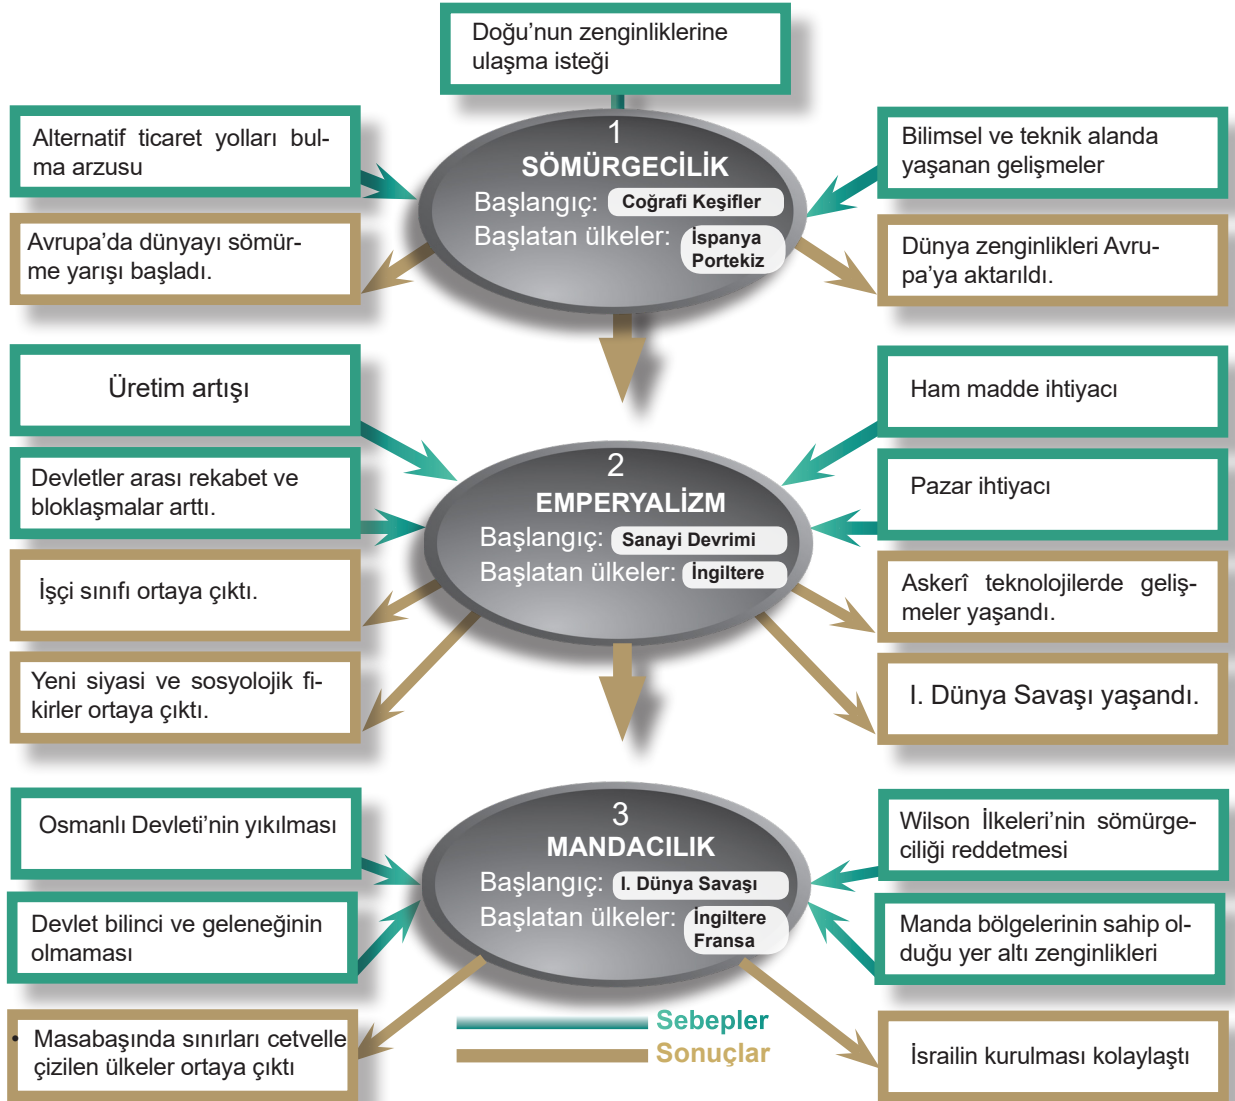 Doğu’nun zenginliklerine
ulaşma isteği
Alternatif ticaret yolları bul-
ma arzusu
1
SÖMÜRGECİLİK
Başlangıç: Coğrafi Keşifler
Başlatan ülkeler: İspanya
Portekiz
Bilimsel ve teknik alanda
yaşanan gelişmeler
Avrupa’da dünyayı sömür-
me yarışı başladı.
Dünya zenginlikleri Avru-
pa’ya aktarıldı.
Üretim artışı
Ham madde ihtiyacı
Devletler arası rekabet ve
bloklaşmalar arttı.
2
EMPERYALİZM
Başlangıç: Sanayi Devrimi
Başlatan ülkeler: İngiltere
Pazar ihtiyacı
İşçi sınıfı ortaya çıktı.
Askerî teknolojilerde geliş-
meler yaşandı.
Yeni siyasi ve sosyolojik fi-
kirler ortaya çıktı.
I. Dünya Savaşı yaşandı.
Osmanlı Devleti’nin yıkılması
3
MANDACILIK
Başlangıç: I. Dünya Savaşı
Başlatan ülkeler: İngiltere
Fransa
Wilson İlkeleri’nin sömürge-
ciliği reddetmesi
Devlet bilinci ve geleneğinin
olmaması
Manda bölgelerinin sahip ol-
duğu yer altı zenginlikleri
• Masabaşında sınırları cetvelle
çizilen ülkeler ortaya çıktı
Sebepler
Sonuçlar
İsrailin kurulması kolaylaştı